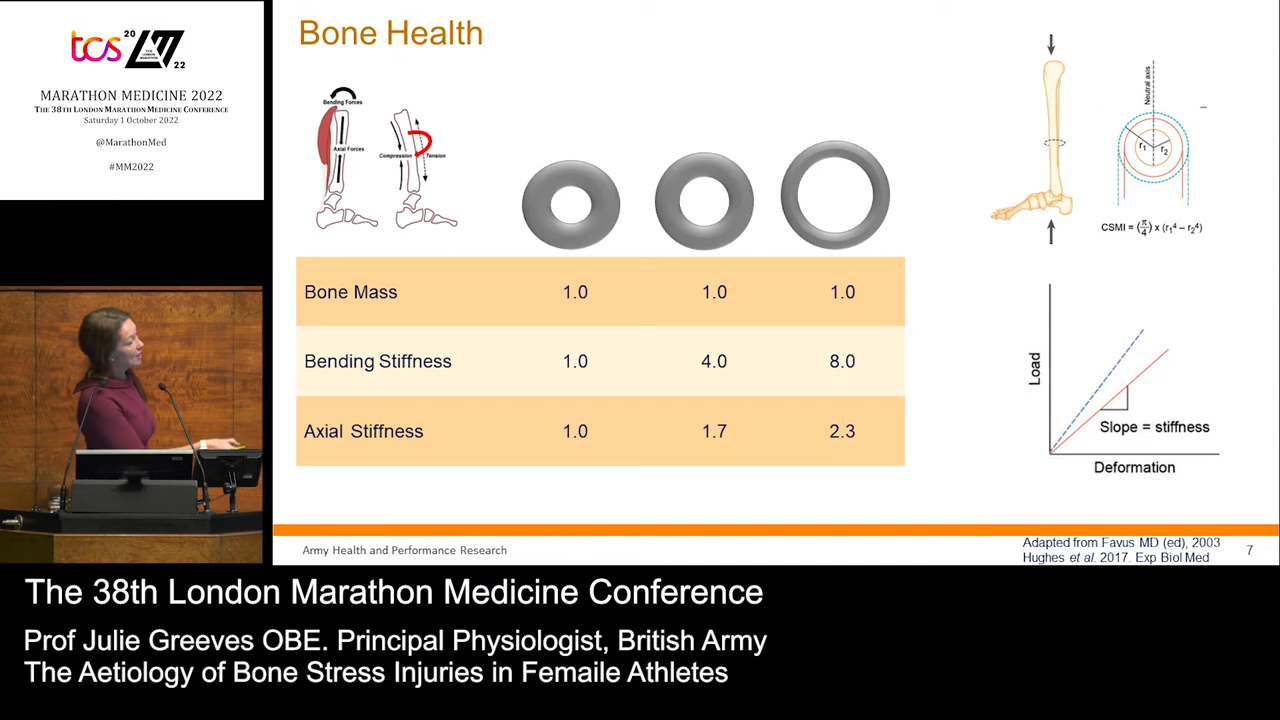 tcs
20
LM
TCS
LONDON
MARATHON
22
MARATHON MEDICINE 2022
THE 38TH LONDON MARATHON MEDICINE CONFERENCE
Saturday 1 October 2022
@MarathonMed
#MM2022
Bone Health
Bending Forces
Axial Forces
Compression
Tension
Neutral axis
r1
r2
CSMI = (π/4) x (r1⁴ – r2⁴)
Bone Mass 1.0 1.0 1.0
Bending Stiffness 1.0 4.0 8.0
Axial Stiffness 1.0 1.7 2.3
Load
Slope = stiffness
Deformation
Army Health and Performance Research
Adapted from Favus MD (ed), 2003
Hughes et al. 2017. Exp Biol Med
7
The 38th London Marathon Medicine Conference
Prof Julie Greeves OBE. Principal Physiologist, British Army
The Aetiology of Bone Stress Injuries in Femaile Athletes